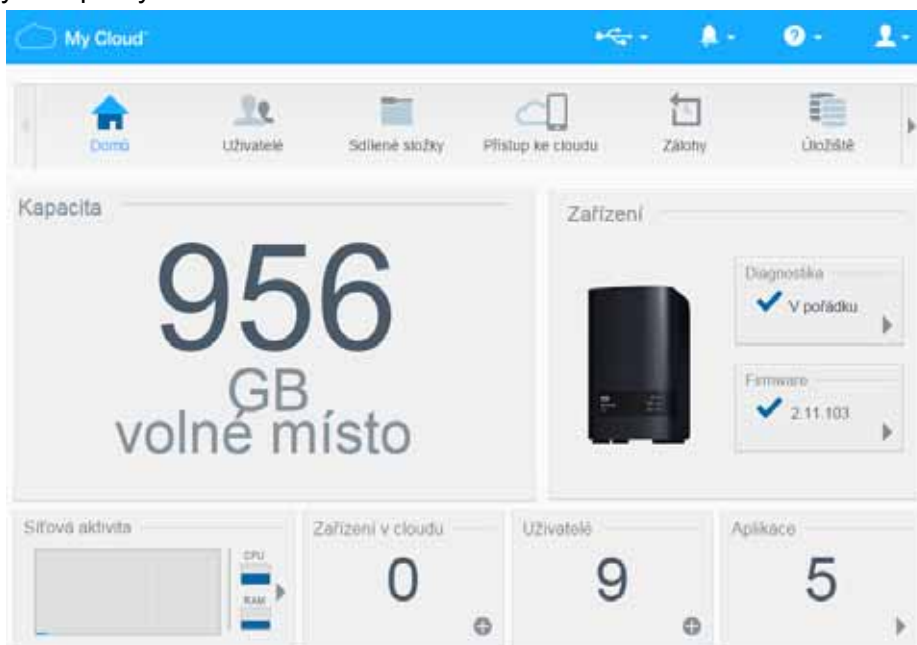 My Cloud
Domů
Uživatelé
Sdílené složky
Přístup ke cloudu
Zálohy
Úložiště
Kapacita
956
GB
volné místo
Zařízení
Diagnostika
V pořádku
Firmware
2.11.103
Síťová aktivita
CPU
RAM
Zařízení v cloudu
0
Uživatelé
9
Aplikace
5